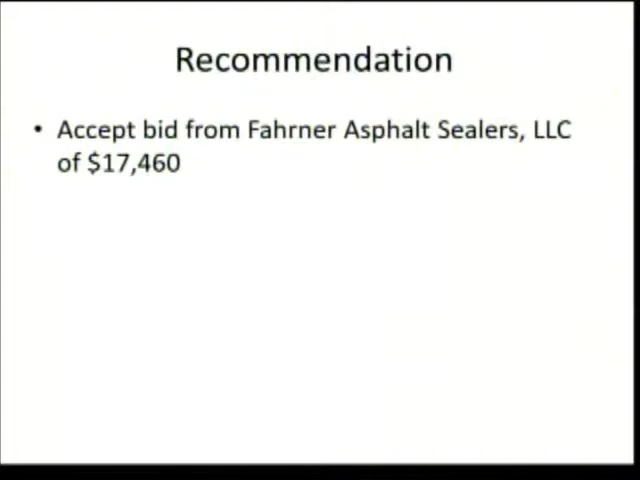 Recommendation
• Accept bid from Fahrner Asphalt Sealers, LLC
of $17,460